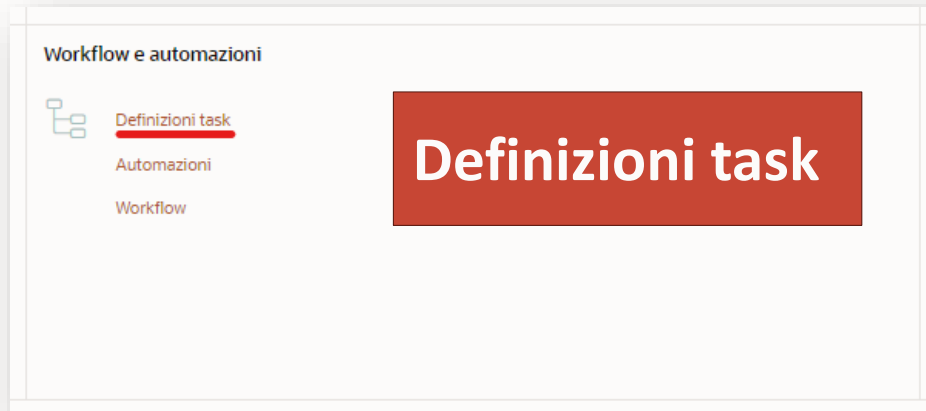 Workflow e automazioni
Definizioni task
Automazioni
Workflow
Definizioni task